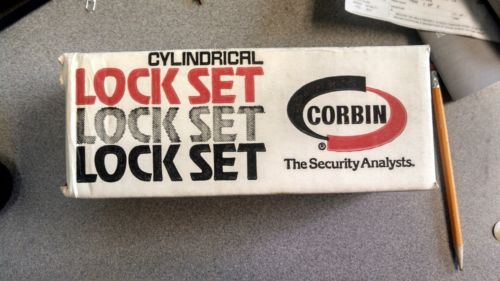 CYLINDRICAL
LOCK SET
LOCK SET
LOCK SET
CORBIN
®
The Security Analysts.